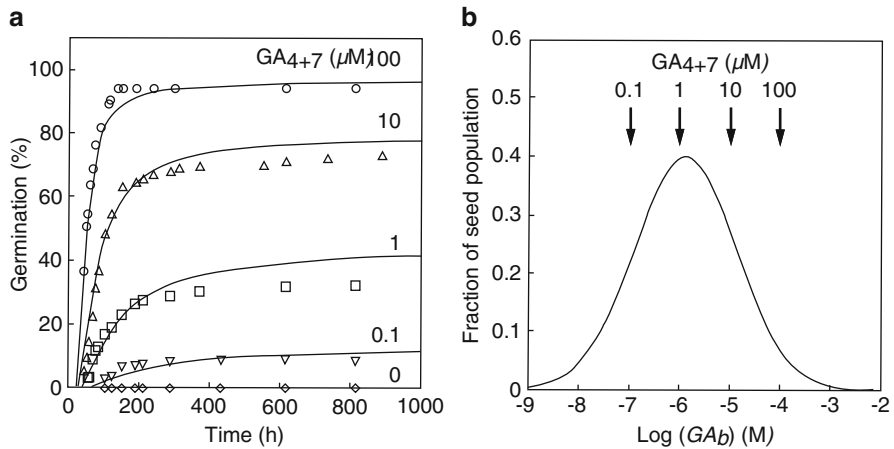 a
GA4+7 (µM)100
10
1
0.1
0
100
80
60
40
20
0
Germination (%)
0 200 400 600 800 1000
Time (h)
b
GA4+7 (µM)
0.1 1 10 100
0.6
0.5
0.4
0.3
0.2
0.1
0
Fraction of seed population
-9 -8 -7 -6 -5 -4 -3 -2
Log (GAb) (M)